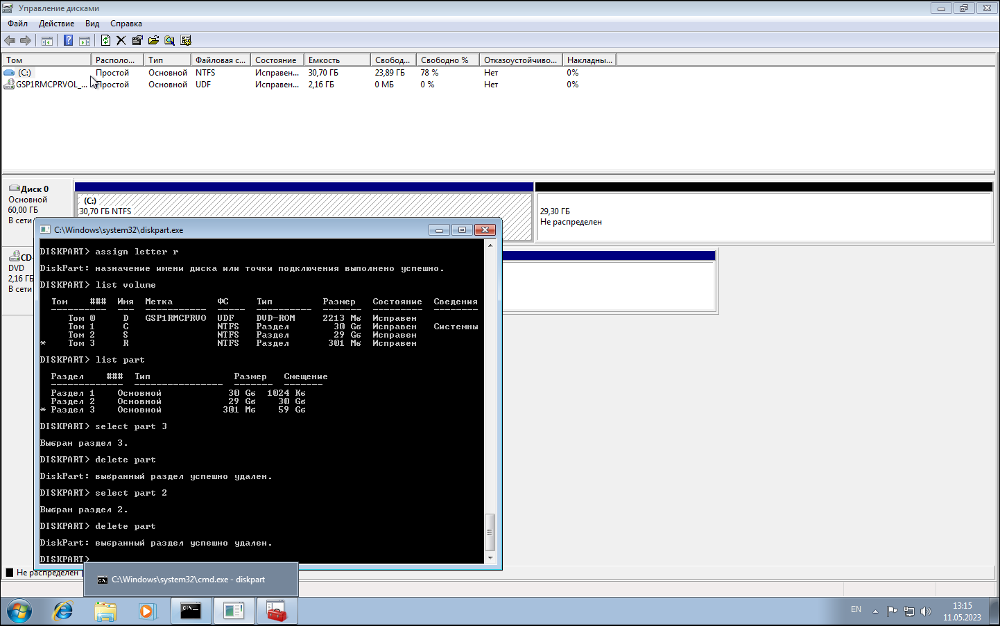 Управление дисками
Файл Действие Вид Справка
Том Располо... Тип Файловая с... Состояние Емкость Свобод... Свободно % Отказоустойчиво... Накладны...
(C:) Простой Основной NTFS Исправен... 30,70 ГБ 23,89 ГБ 78 % Нет 0%
GSP1RMCPRVOL_... Простой Основной UDF Исправен... 2,16 ГБ 0 МБ 0 % Нет 0%
Диск 0
Основной
60,00 ГБ
В сети
(C:)
30,70 ГБ NTFS
29,30 ГБ
Не распределен
CD-
DVD
2,16 ГБ
В сети
C:\Windows\system32\diskpart.exe
DISKPART> assign letter r
DiskPart: назначение имени диска или точки подключения выполнено успешно.
DISKPART> list volume
Том ### Имя Метка ФС Тип Размер Состояние Сведения
Том 0 D GSP1RMCPRVO UDF DVD-ROM 2213 Мб Исправен
Том 1 C NTFS Раздел 30 Gб Исправен Системны
Том 2 S NTFS Раздел 29 Gб Исправен
* Том 3 R NTFS Раздел 301 Мб Исправен
DISKPART> list part
Раздел ### Тип Размер Смещение
Раздел 1 Основной 30 Gб 1024 Кб
Раздел 2 Основной 29 Gб 30 Gб
* Раздел 3 Основной 301 Мб 59 Gб
DISKPART> select part 3
Выбран раздел 3.
DISKPART> delete part
DiskPart: выбранный раздел успешно удален.
DISKPART> select part 2
Выбран раздел 2.
DISKPART> delete part
DiskPart: выбранный раздел успешно удален.
DISKPART>
Не распределен
C:\Windows\system32\cmd.exe - diskpart
EN
13:15
11.05.2023